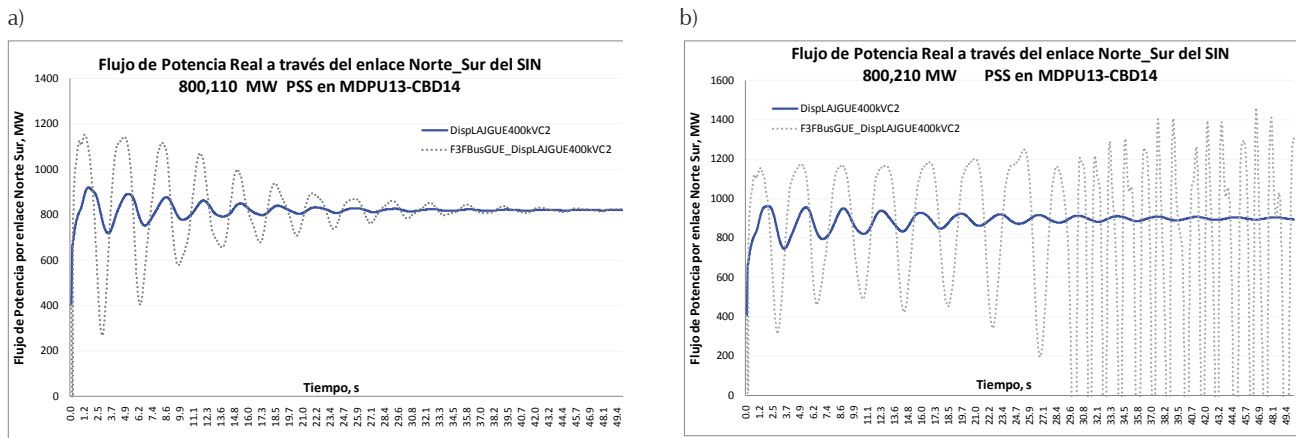 a)
Flujo de Potencia Real a través del enlace Norte_Sur del SIN
800,110 MW PSS en MDPU13-CBD14
DispLAJGUE400kVC2
F3FBusGUE_DispLAJGUE400kVC2
Flujo de Potencia por enlace Norte Sur, MW
1400
1200
1000
800
600
400
200
0
Tiempo, s
0.0 1.2 2.5 3.7 4.9 6.2 7.4 8.6 9.9 11.1 12.3 13.6 14.8 16.0 17.3 18.5 19.7 21.0 22.2 23.4 24.7 25.9 27.1 28.4 29.6 30.8 32.1 33.3 34.5 35.8 37.0 38.2 39.5 40.7 42.0 43.2 44.4 45.7 46.9 48.1 49.4
b)
Flujo de Potencia Real a través del enlace Norte_Sur del SIN
800,210 MW PSS en MDPU13-CBD14
DispLAJGUE400kVC2
F3FBusGUE_DispLAJGUE400kVC2
Flujo de Potencia por enlace Norte Sur, MW
1600
1400
1200
1000
800
600
400
200
0
Tiempo, s
0.0 1.2 2.5 3.7 4.9 6.2 7.4 8.6 9.9 11.1 12.3 13.6 14.8 16.0 17.3 18.5 19.7 21.0 22.2 23.4 24.7 25.9 27.1 28.4 29.6 30.8 32.1 33.3 34.5 35.8 37.0 38.2 39.5 40.7 42.0 43.2 44.4 45.7 46.9 48.1 49.4